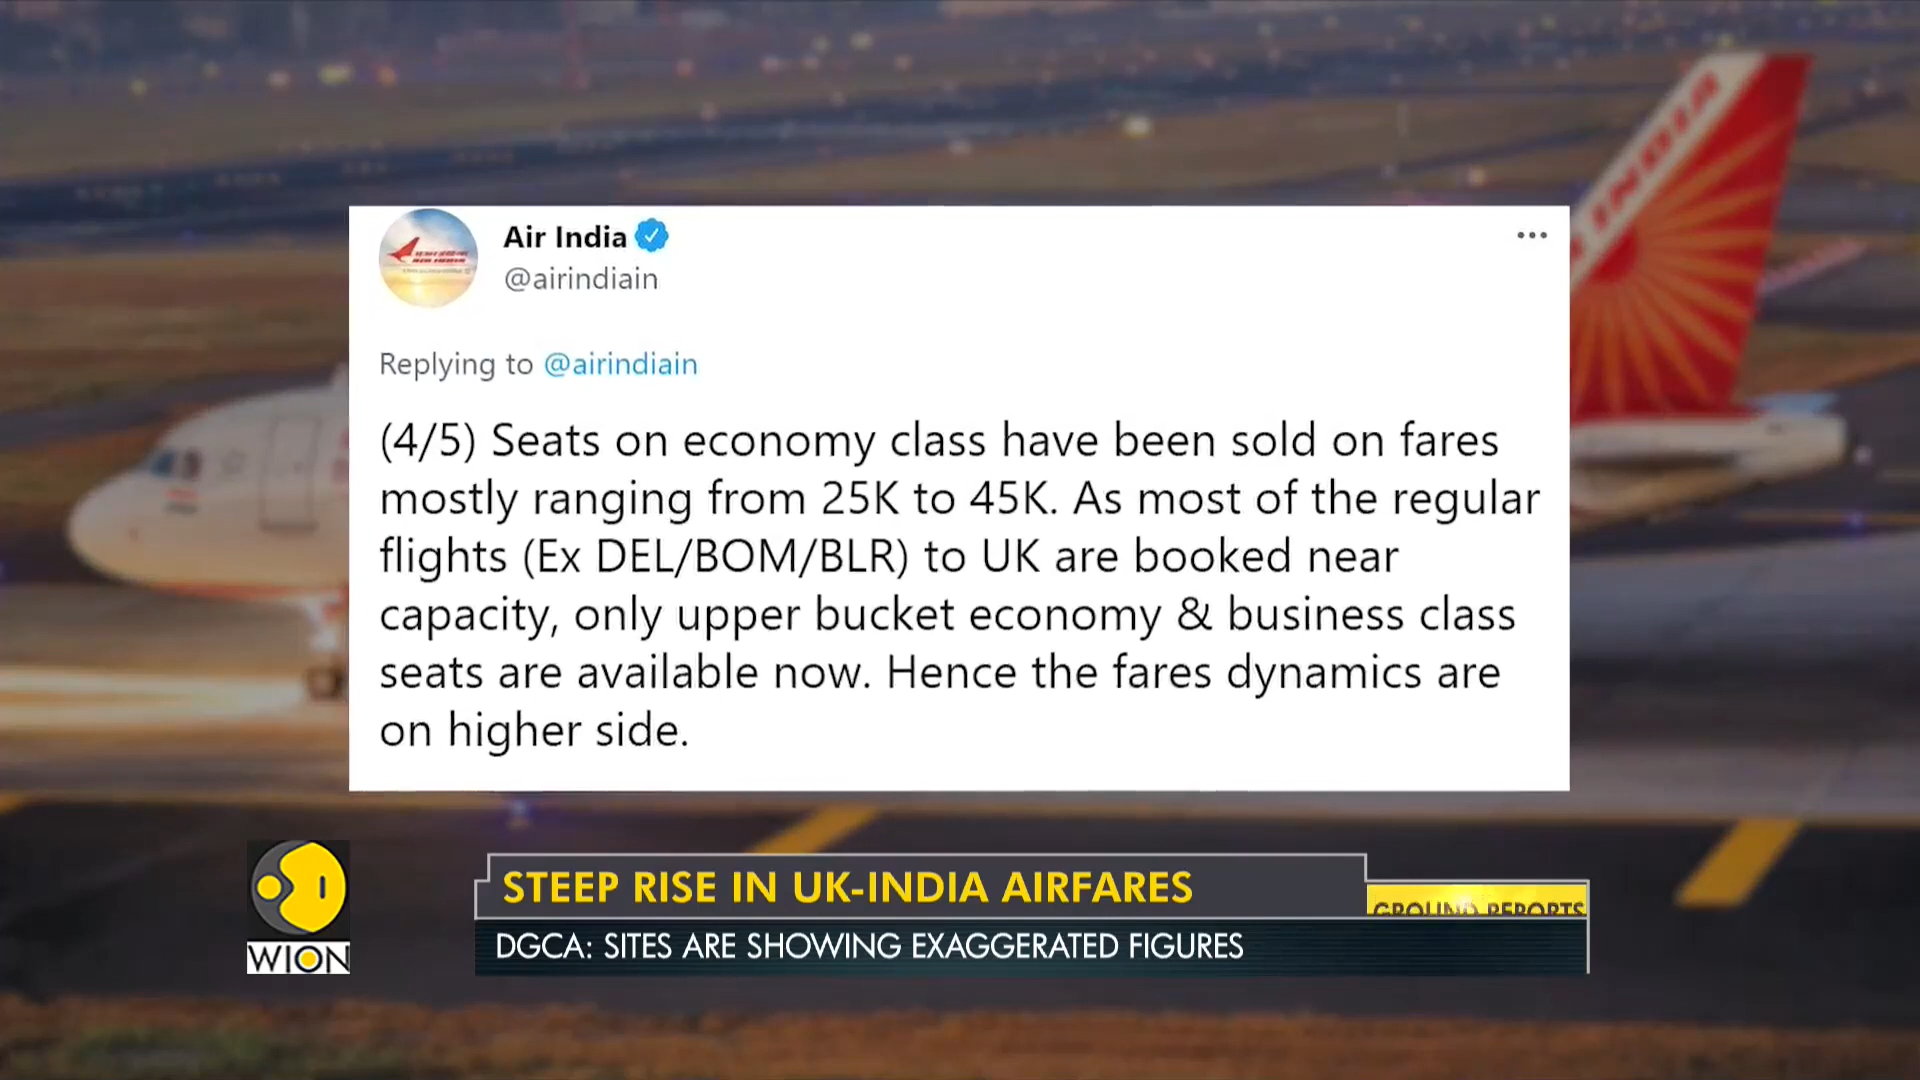 Air India
@airindiain
Replying to @airindiain
(4/5) Seats on economy class have been sold on fares
mostly ranging from 25K to 45K. As most of the regular
flights (Ex DEL/BOM/BLR) to UK are booked near
capacity, only upper bucket economy & business class
seats are available now. Hence the fares dynamics are
on higher side.
INDIA
STEEP RISE IN UK-INDIA AIRFARES
GROUND REPORTS
DGCA: SITES ARE SHOWING EXAGGERATED FIGURES
WION